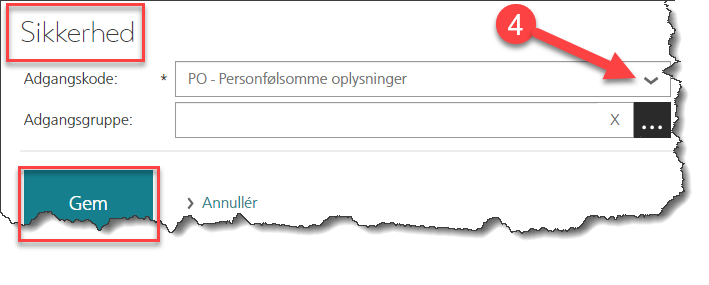 Sikkerhed
4
Adgangskode: * PO - Personfølsomme oplysninger
Adgangsgruppe: X ...
Gem > Annullér